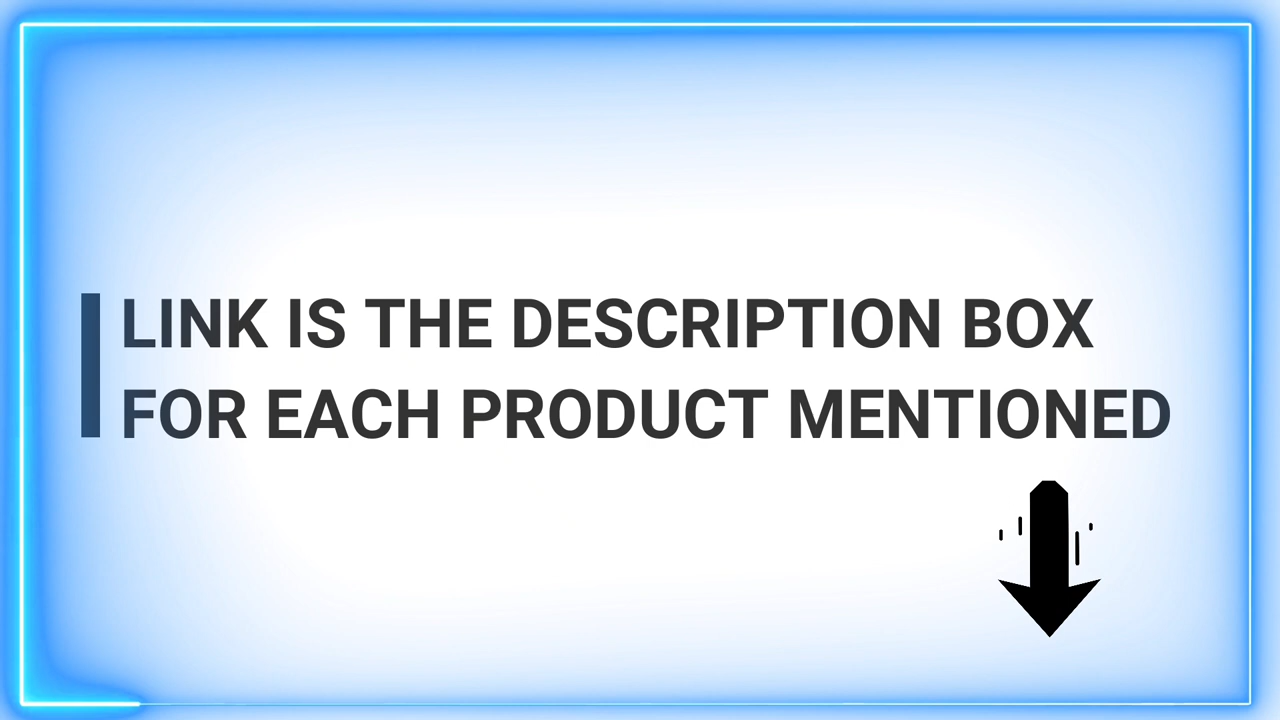 LINK IS THE DESCRIPTION BOX
FOR EACH PRODUCT MENTIONED